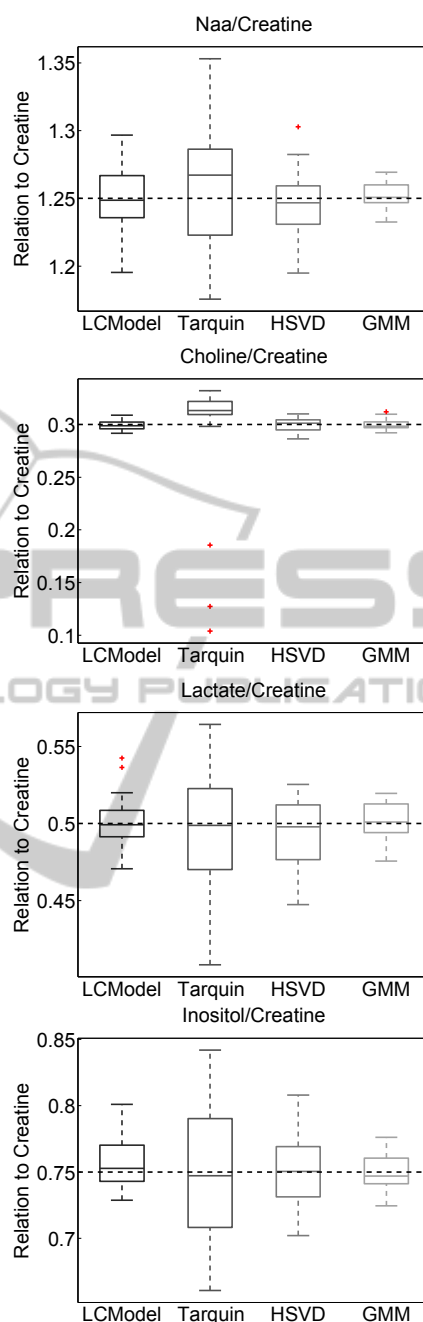 Naa/Creatine
1.35
1.3
1.25
1.2
Relation to Creatine
LCModel Tarquin HSVD GMM
Choline/Creatine
0.3
0.25
0.2
0.15
0.1
Relation to Creatine
LCModel Tarquin HSVD GMM
PRESS
LOGY PUBLICATI
Lactate/Creatine
0.55
0.5
0.45
Relation to Creatine
LCModel Tarquin HSVD GMM
Inositol/Creatine
0.85
0.8
0.75
0.7
Relation to Creatine
LCModel Tarquin HSVD GMM